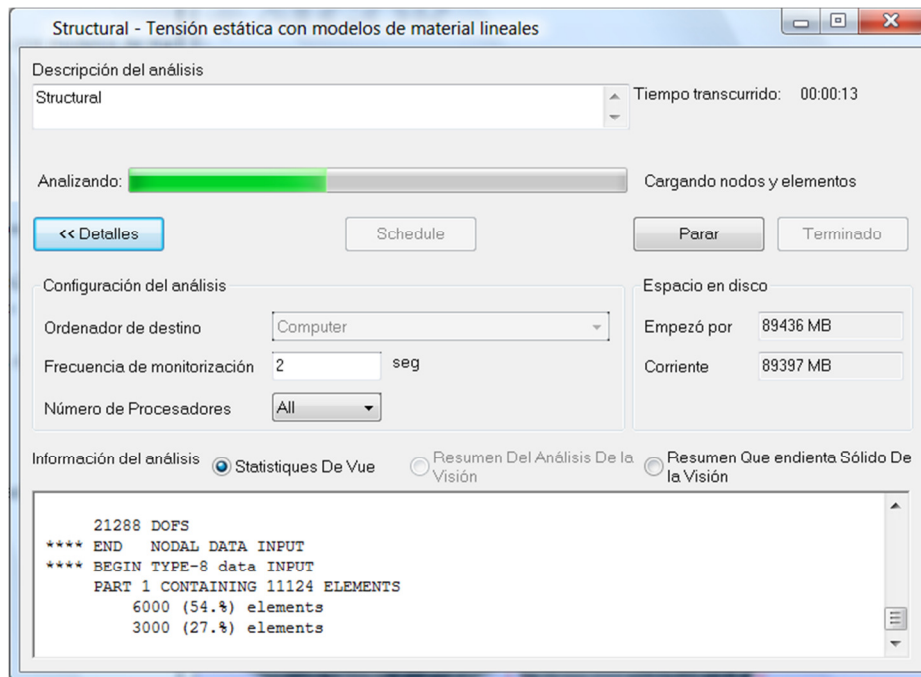 Structural - Tensión estática con modelos de material lineales
Descripción del análisis
Structural
Tiempo transcurrido: 00:00:13
Analizando:
Cargando nodos y elementos
<< Detalles
Schedule
Parar
Terminado
Configuración del análisis
Ordenador de destino
Computer
Frecuencia de monitorización
2
seg
Número de Procesadores
All
Espacio en disco
Empezó por
89436 MB
Corriente
89397 MB
Información del análisis
Statistiques De Vue
Resumen Del Análisis De la
Visión
Resumen Que endienta Sólido De
la Visión
21288 DOFS
**** END NODAL DATA INPUT
**** BEGIN TYPE-8 data INPUT
PART 1 CONTAINING 11124 ELEMENTS
6000 (54.%) elements
3000 (27.%) elements